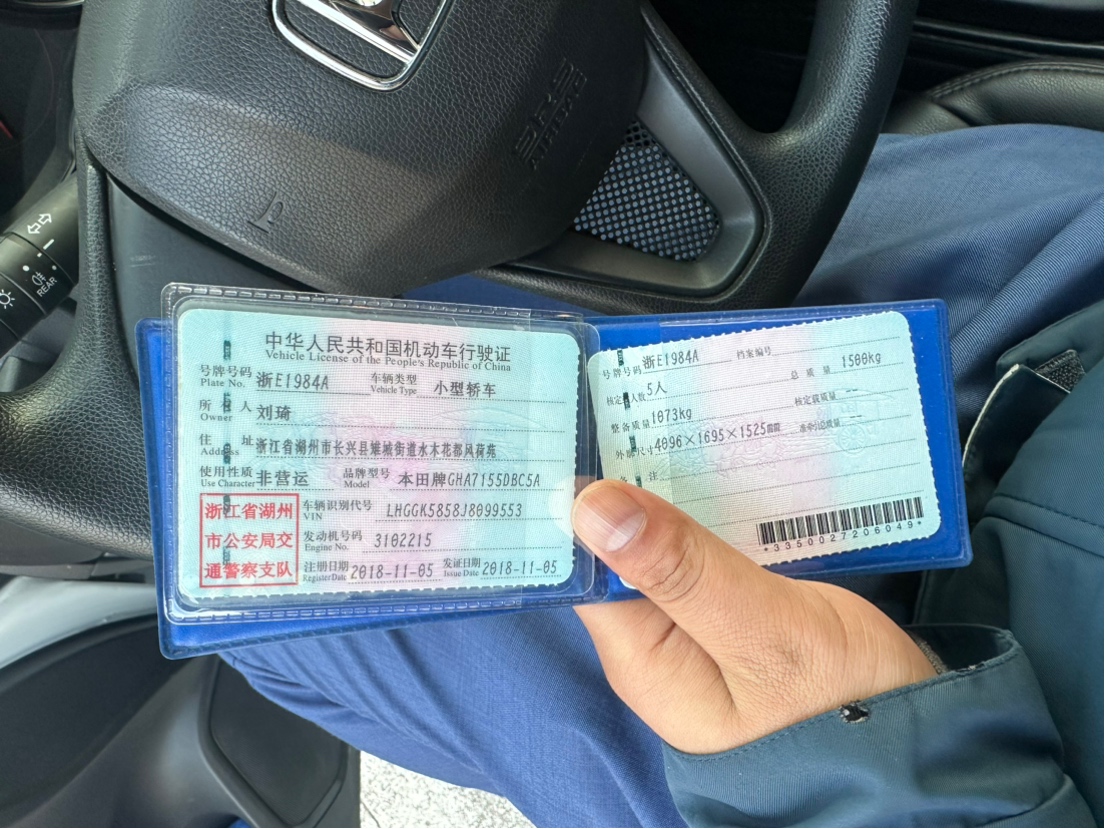 SRS
AIRBAG
REAR
中华人民共和国机动车行驶证
Vehicle License of the People's Republic of China
号牌号码 浙E1984A 车辆类型 小型轿车
Plate No. Vehicle Type
所有人 刘琦
Owner
住址 浙江省湖州市长兴县雉城街道水木花都风荷苑
Address
使用性质 非营运 品牌型号 本田牌GHA7155DBC5A
Use Character Model
浙江省湖州
市公安局交
通警察支队
车辆识别代号 LHGGK5858J8099553
VIN
发动机号码 3102215
Engine No.
注册日期 2018-11-05 发证日期 2018-11-05
Register Date Issue Date
号牌号码 浙E1984A 档案编号
核定载人数 5人 总质量 1500kg
整备质量 1073kg 核定载质量 --
外廓尺寸 4096×1695×1525mm 准牵引总质量 --
备注
*3350027206049*